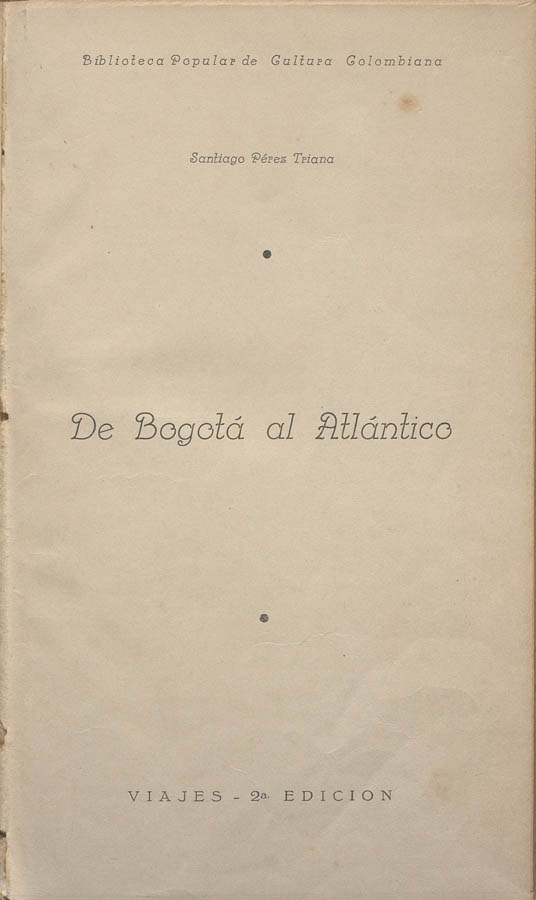 Biblioteca Popular de Cultura Colombiana
Santiago Pérez Triana
De Bogotá al Atlántico
VIAJES - 2a. EDICION